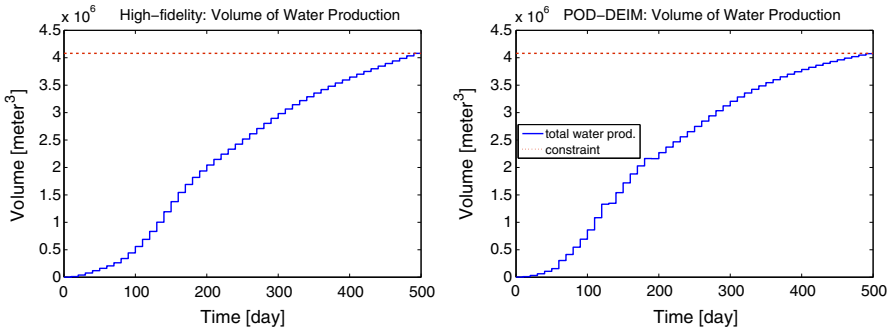 High-fidelity: Volume of Water Production
x 10^6
4.5
4
3.5
3
2.5
2
1.5
1
0.5
0
Volume [meter^3]
0 100 200 300 400 500
Time [day]
POD-DEIM: Volume of Water Production
x 10^6
4.5
4
3.5
3
2.5
2
1.5
1
0.5
0
Volume [meter^3]
total water prod.
constraint
0 100 200 300 400 500
Time [day]